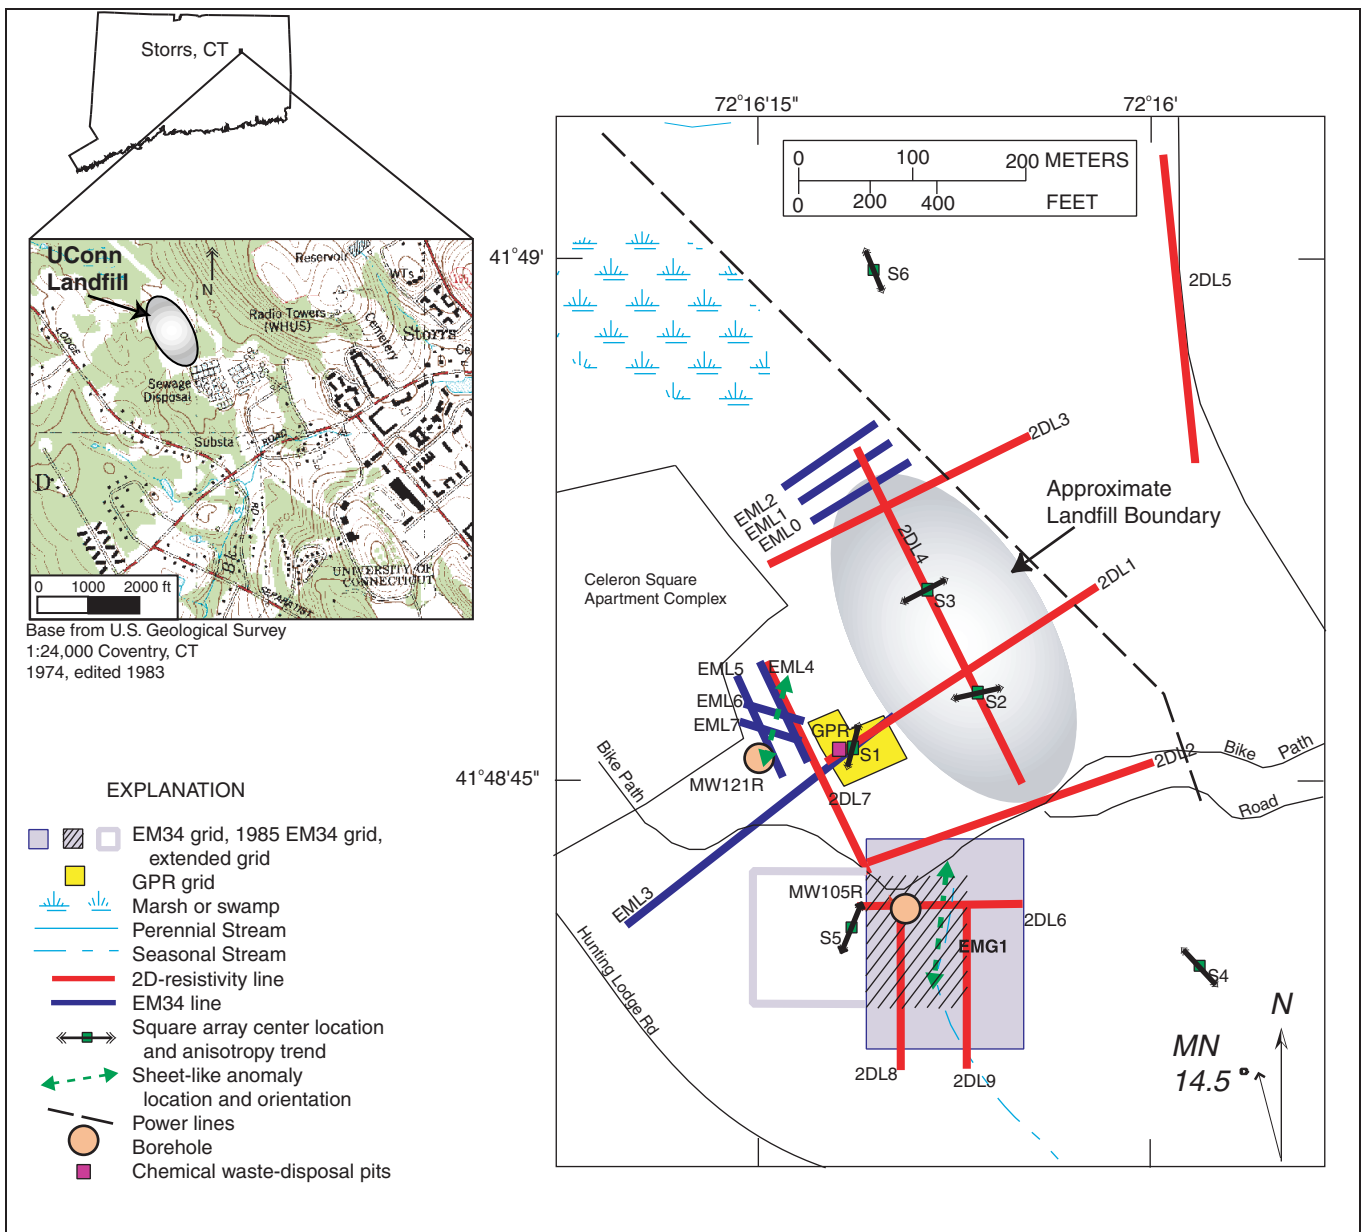 Storrs, CT
UConn
Landfill
N
Reservoir
WTs
Radio Towers
(WHUS)
Cemetery
Storrs
LODGE
Sewage
Disposal
Substa
ROAD
D
RD
SEPARATIST
UNIVERSITY OF
CONNECTICUT
0 1000 2000 ft
Base from U.S. Geological Survey
1:24,000 Coventry, CT
1974, edited 1983
EXPLANATION
EM34 grid, 1985 EM34 grid,
extended grid
GPR grid
Marsh or swamp
Perennial Stream
Seasonal Stream
2D-resistivity line
EM34 line
Square array center location
and anisotropy trend
Sheet-like anomaly
location and orientation
Power lines
Borehole
Chemical waste-disposal pits
72°16'15"
72°16'
0 100 200 METERS
0 200 400 FEET
41°49'
S6
2DL5
2DL3
EML2
EML1
EML0
2DL4
Approximate
Landfill Boundary
Celeron Square
Apartment Complex
S3
2DL1
EML5
EML4
EML6
EML7
S2
GPR
S1
MW121R
41°48'45"
Bike Path
2DL7
2DL2
Bike Path
Road
EML3
MW105R
S5
2DL6
EMG1
S4
Hunting Lodge Rd
2DL8
2DL9
N
MN
14.5°